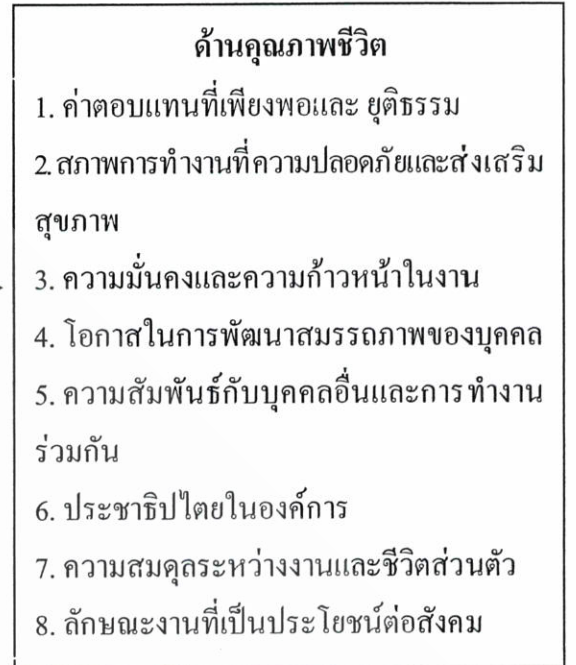 ด้านคุณภาพชีวิต
1. ค่าตอบแทนที่เพียงพอและ ยุติธรรม
2. สภาพการทำงานที่ความปลอดภัยและส่งเสริม
สุขภาพ
3. ความมั่นคงและความก้าวหน้าในงาน
4. โอกาสในการพัฒนาสมรรถภาพของบุคคล
5. ความสัมพันธ์กับบุคคลอื่นและการ ทำงาน
ร่วมกัน
6. ประชาธิปไตยในองค์การ
7. ความสมดุลระหว่างงานและชีวิตส่วนตัว
8. ลักษณะงานที่เป็นประโยชน์ต่อสังคม